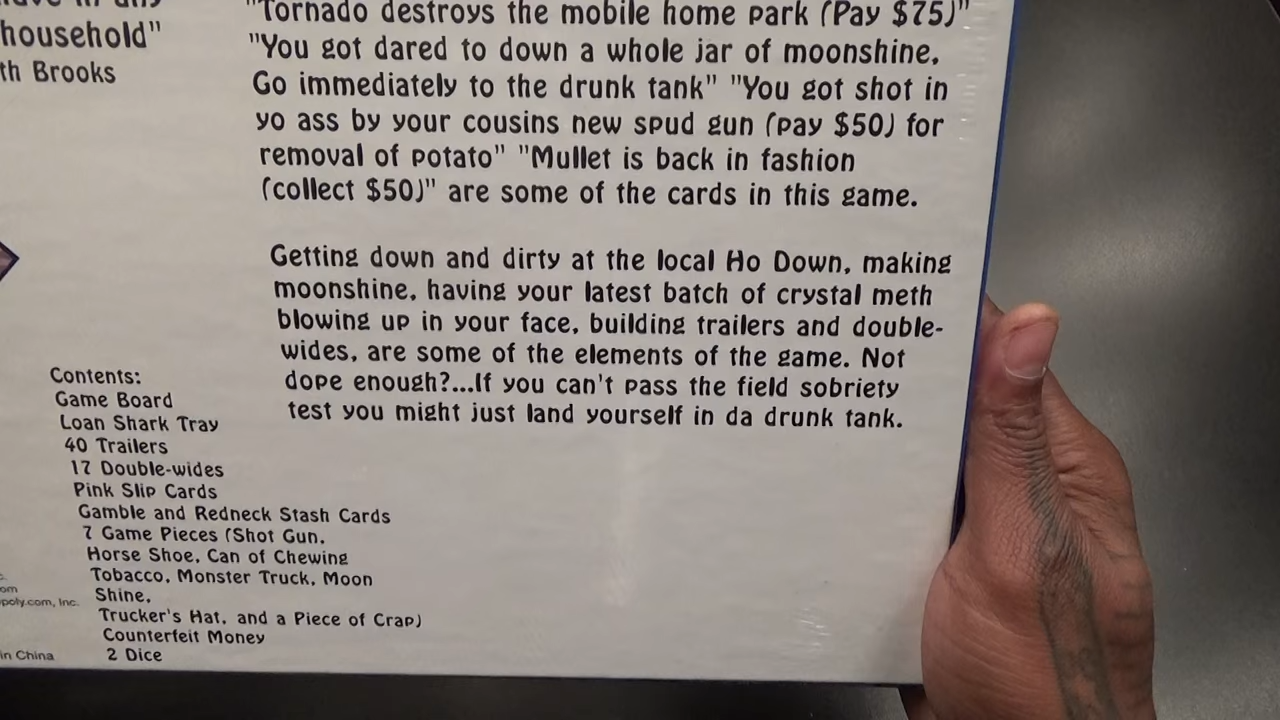 household"
th Brooks
"Tornado destroys the mobile home park (Pay $75)"
"You got dared to down a whole jar of moonshine.
Go immediately to the drunk tank" "You got shot in
yo ass by your cousins new spud gun (pay $50) for
removal of potato" "Mullet is back in fashion
(collect $50)" are some of the cards in this game.
Getting down and dirty at the local Ho Down, making
moonshine, having your latest batch of crystal meth
blowing up in your face, building trailers and double-
wides, are some of the elements of the game. Not
dope enough?...If you can't pass the field sobriety
test you might just land yourself in da drunk tank.
Contents:
Game Board
Loan Shark Tray
40 Trailers
17 Double-wides
Pink Slip Cards
Gamble and Redneck Stash Cards
7 Game Pieces (Shot Gun,
Horse Shoe, Can of Chewing
Tobacco, Monster Truck, Moon
Shine,
Trucker's Hat, and a Piece of Crap)
Counterfeit Money
2 Dice
om
poly.com, Inc.
in China